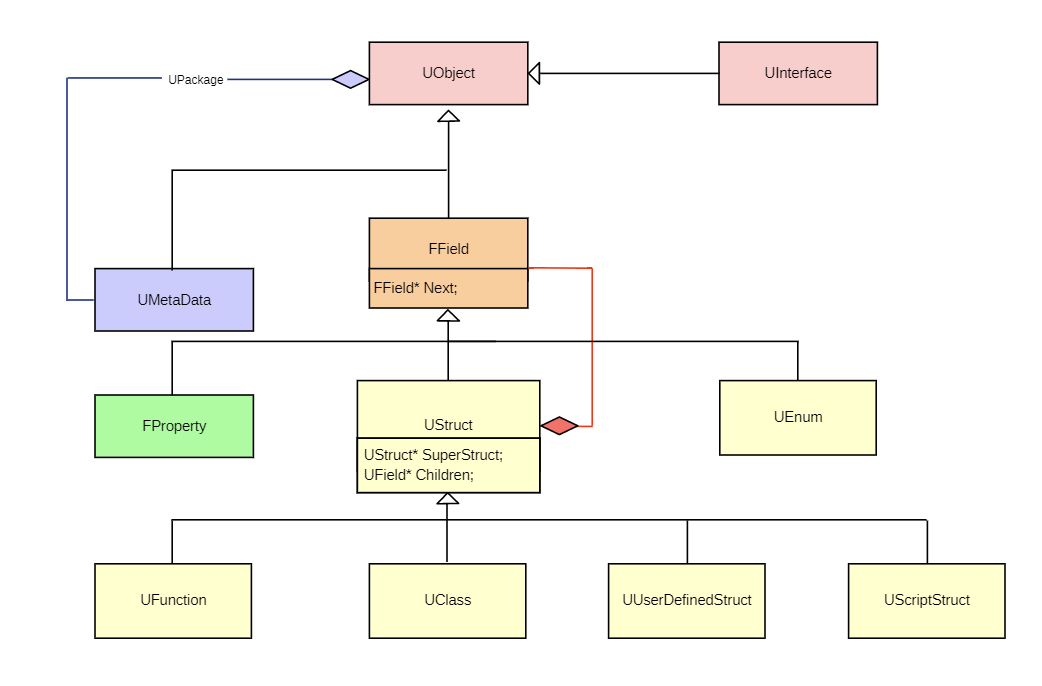 UPackage
UObject
UInterface
FField
FField* Next;
UMetaData
FProperty
UStruct
UStruct* SuperStruct;
UField* Children;
UEnum
UFunction
UClass
UUserDefinedStruct
UScriptStruct